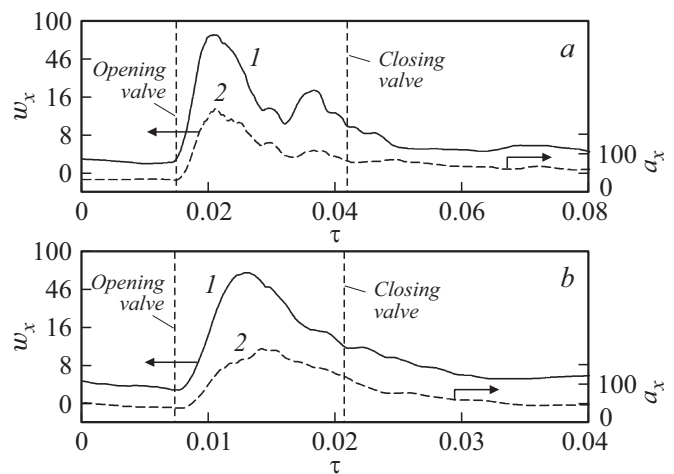 100
46
16
8
0
w_x
Opening
valve
1
2
Closing
valve
a
100
0
a_x
0 0.02 0.04 0.06 0.08
τ
100
46
16
8
0
w_x
Opening
valve
1
2
Closing
valve
b
100
0
a_x
0 0.01 0.02 0.03 0.04
τ